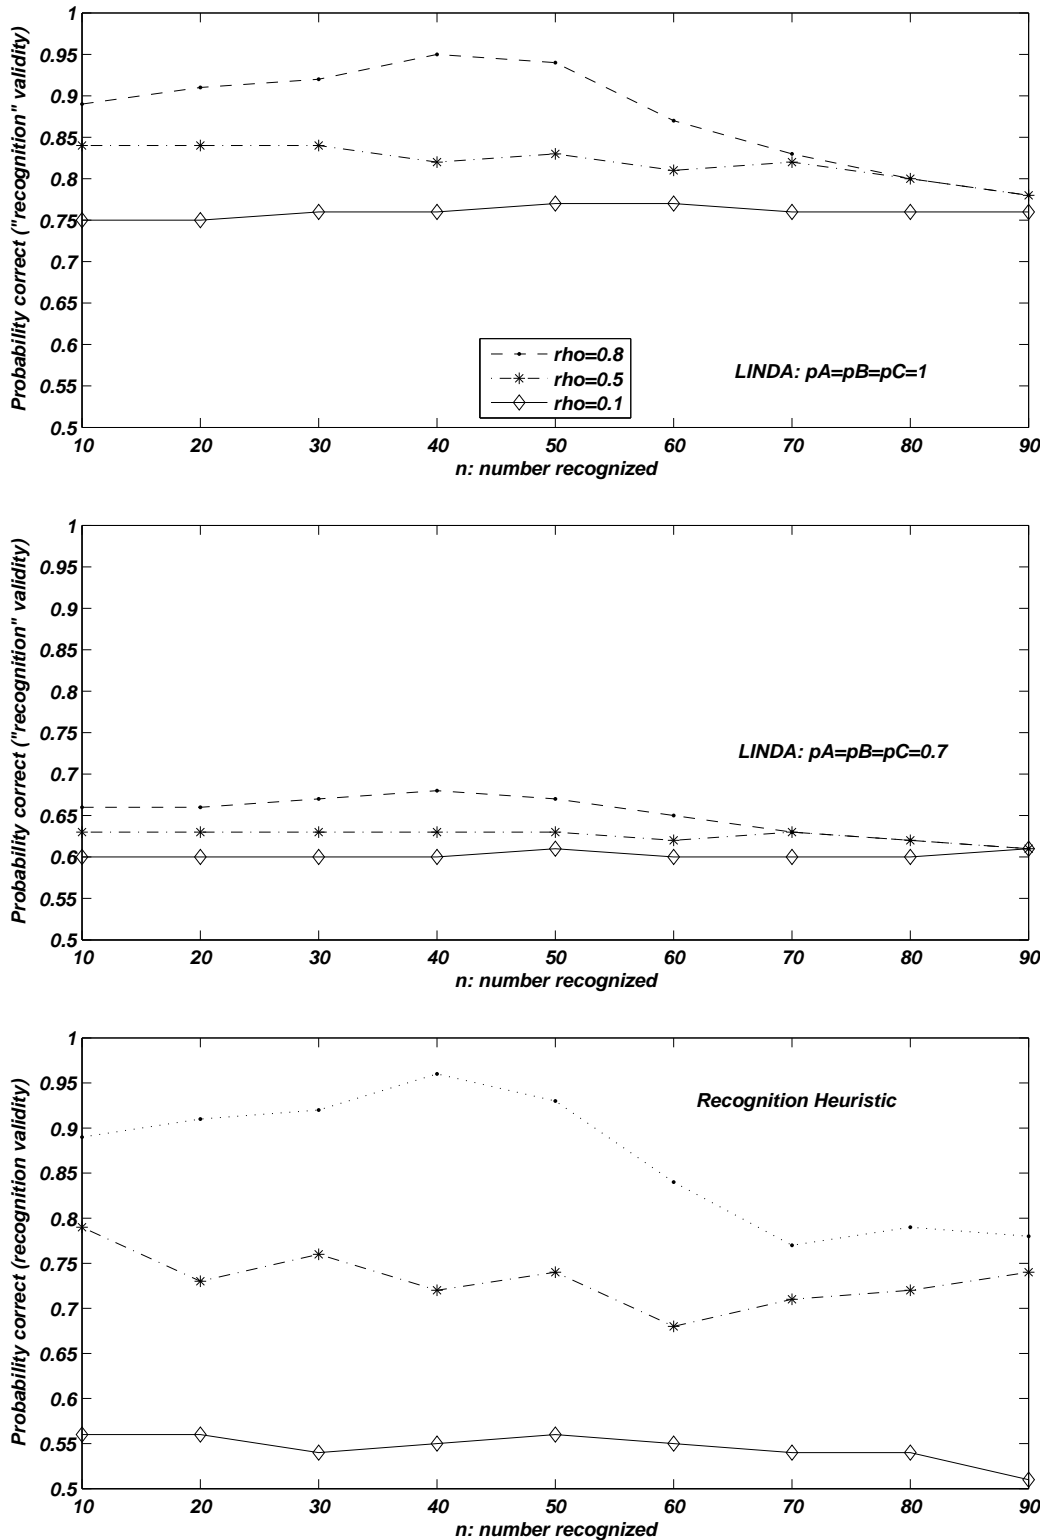 Probability correct ("recognition" validity)
1
0.95
0.9
0.85
0.8
0.75
0.7
0.65
0.6
0.55
0.5
rho=0.8
rho=0.5
rho=0.1
LINDA: pA=pB=pC=1
10 20 30 40 50 60 70 80 90
n: number recognized
Probability correct ("recognition" validity)
1
0.95
0.9
0.85
0.8
0.75
0.7
0.65
0.6
0.55
0.5
LINDA: pA=pB=pC=0.7
10 20 30 40 50 60 70 80 90
n: number recognized
Probability correct (recognition validity)
1
0.95
0.9
0.85
0.8
0.75
0.7
0.65
0.6
0.55
0.5
Recognition Heuristic
10 20 30 40 50 60 70 80 90
n: number recognized